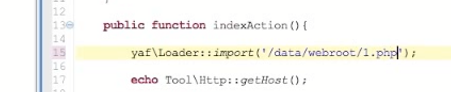 13 public function indexAction(){
14
15 yaf\Loader::import('/data/webroot/1.php');
16
17 echo Tool\Http::getHost();
18